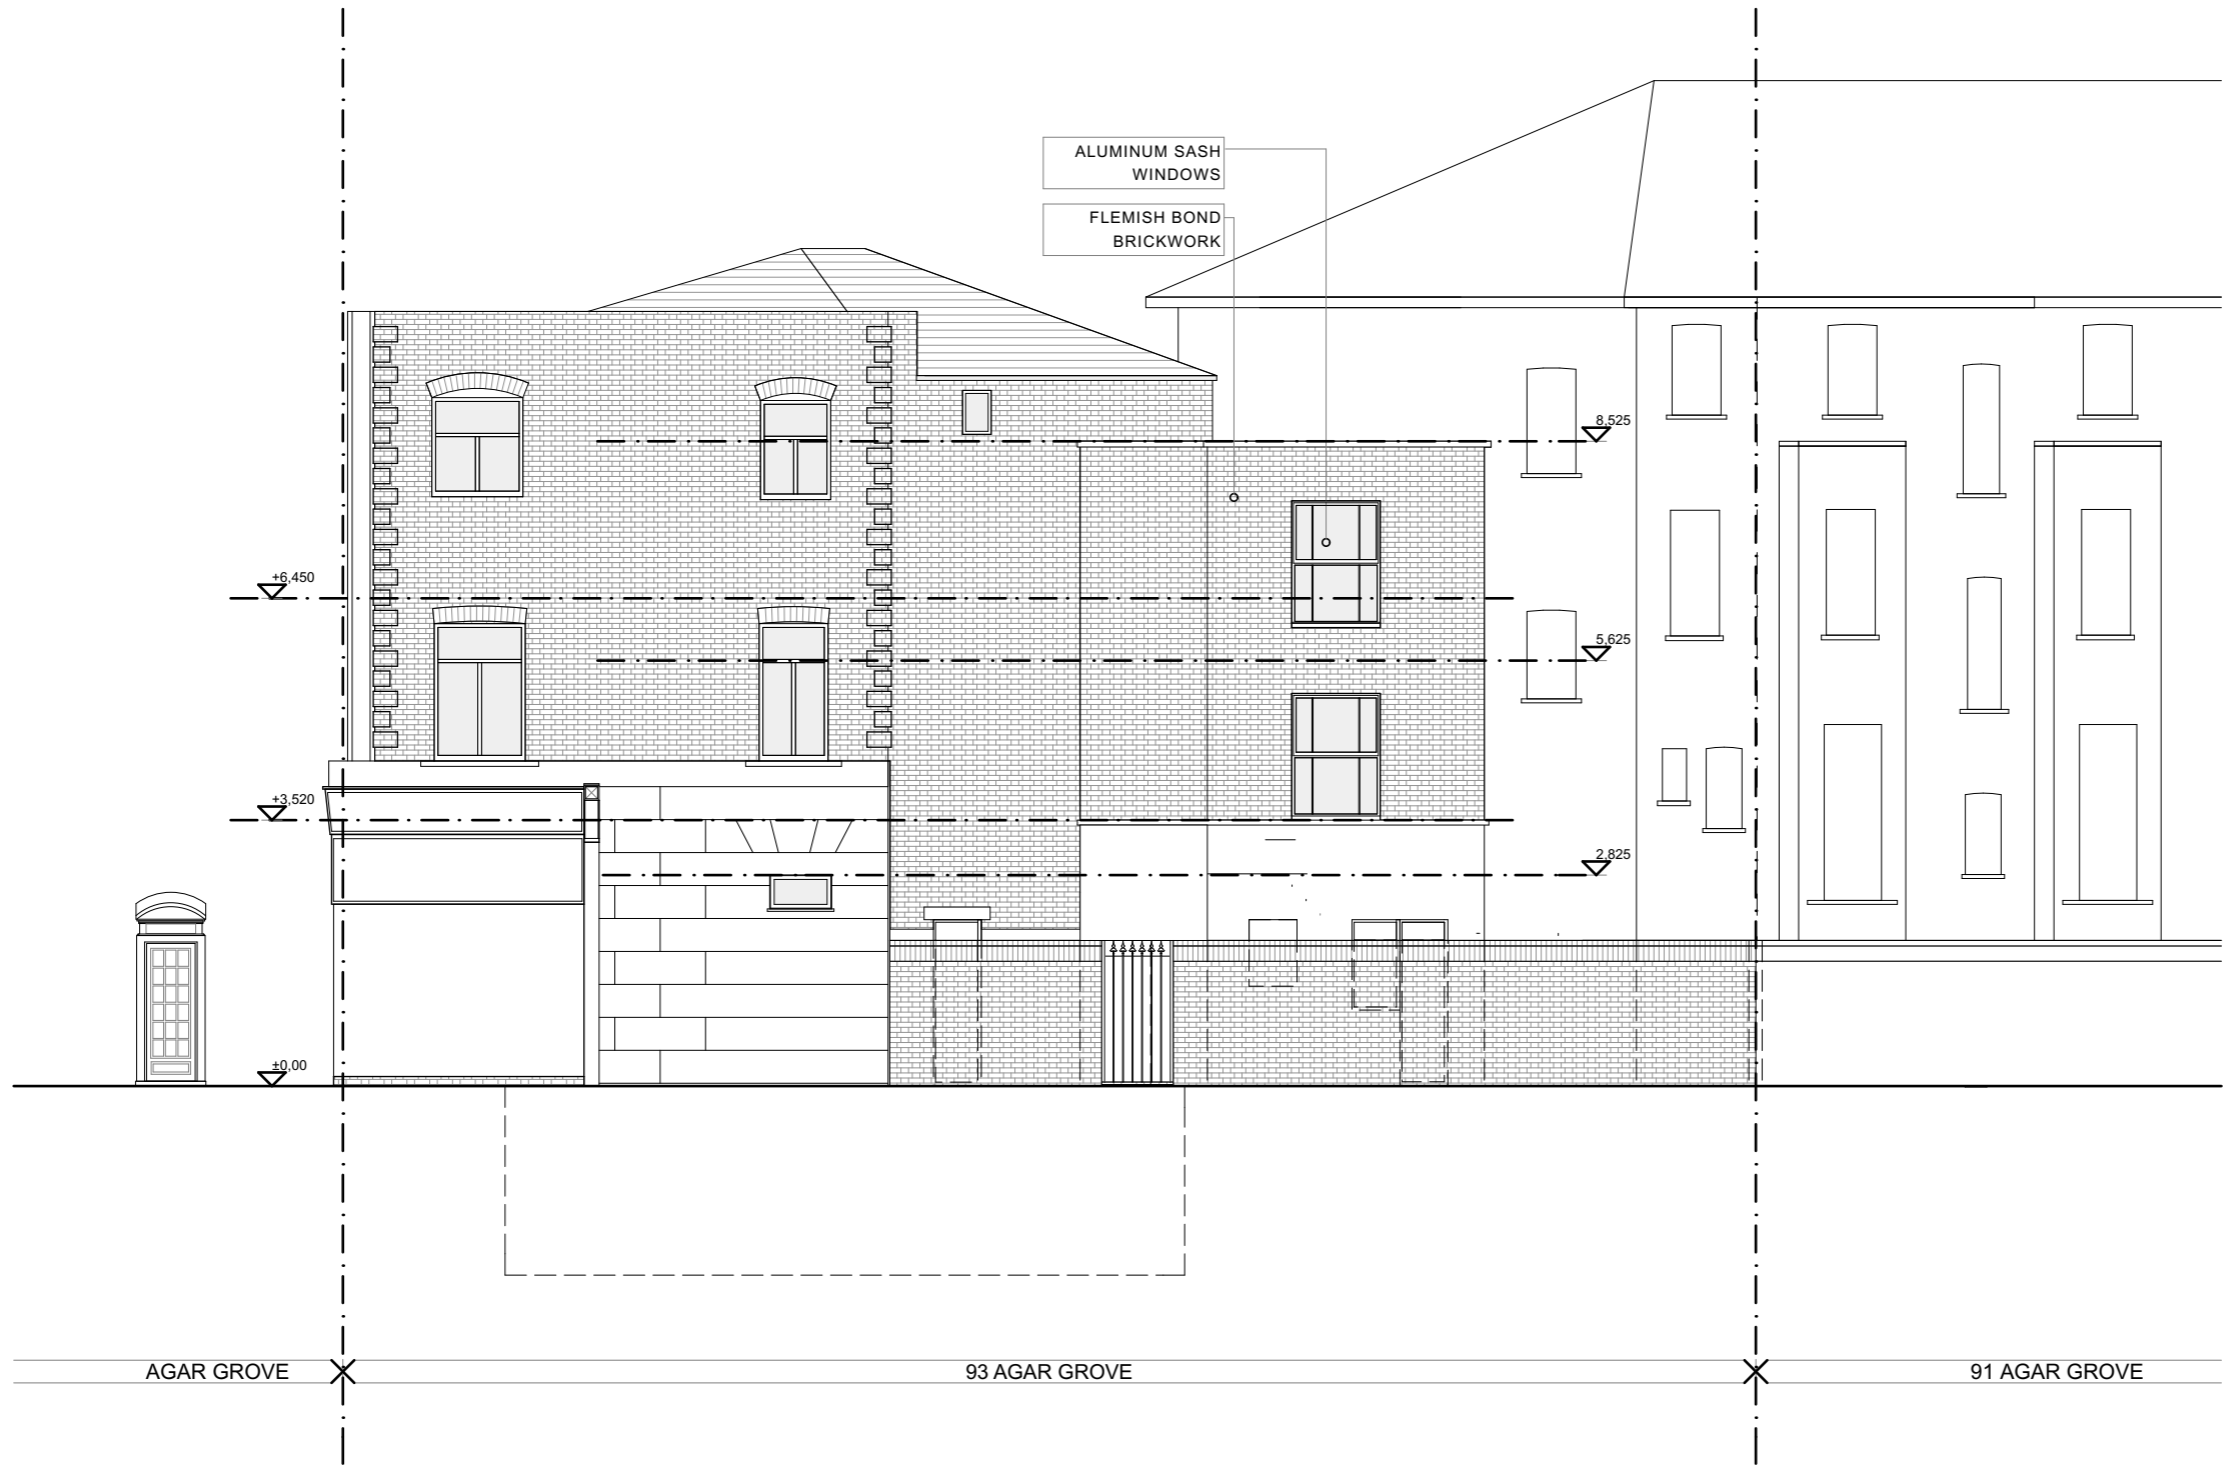 ALUMINUM SASH
WINDOWS
FLEMISH BOND
BRICKWORK
8,525
+6,450
5,625
+3,520
2,825
±0,00
AGAR GROVE
93 AGAR GROVE
91 AGAR GROVE